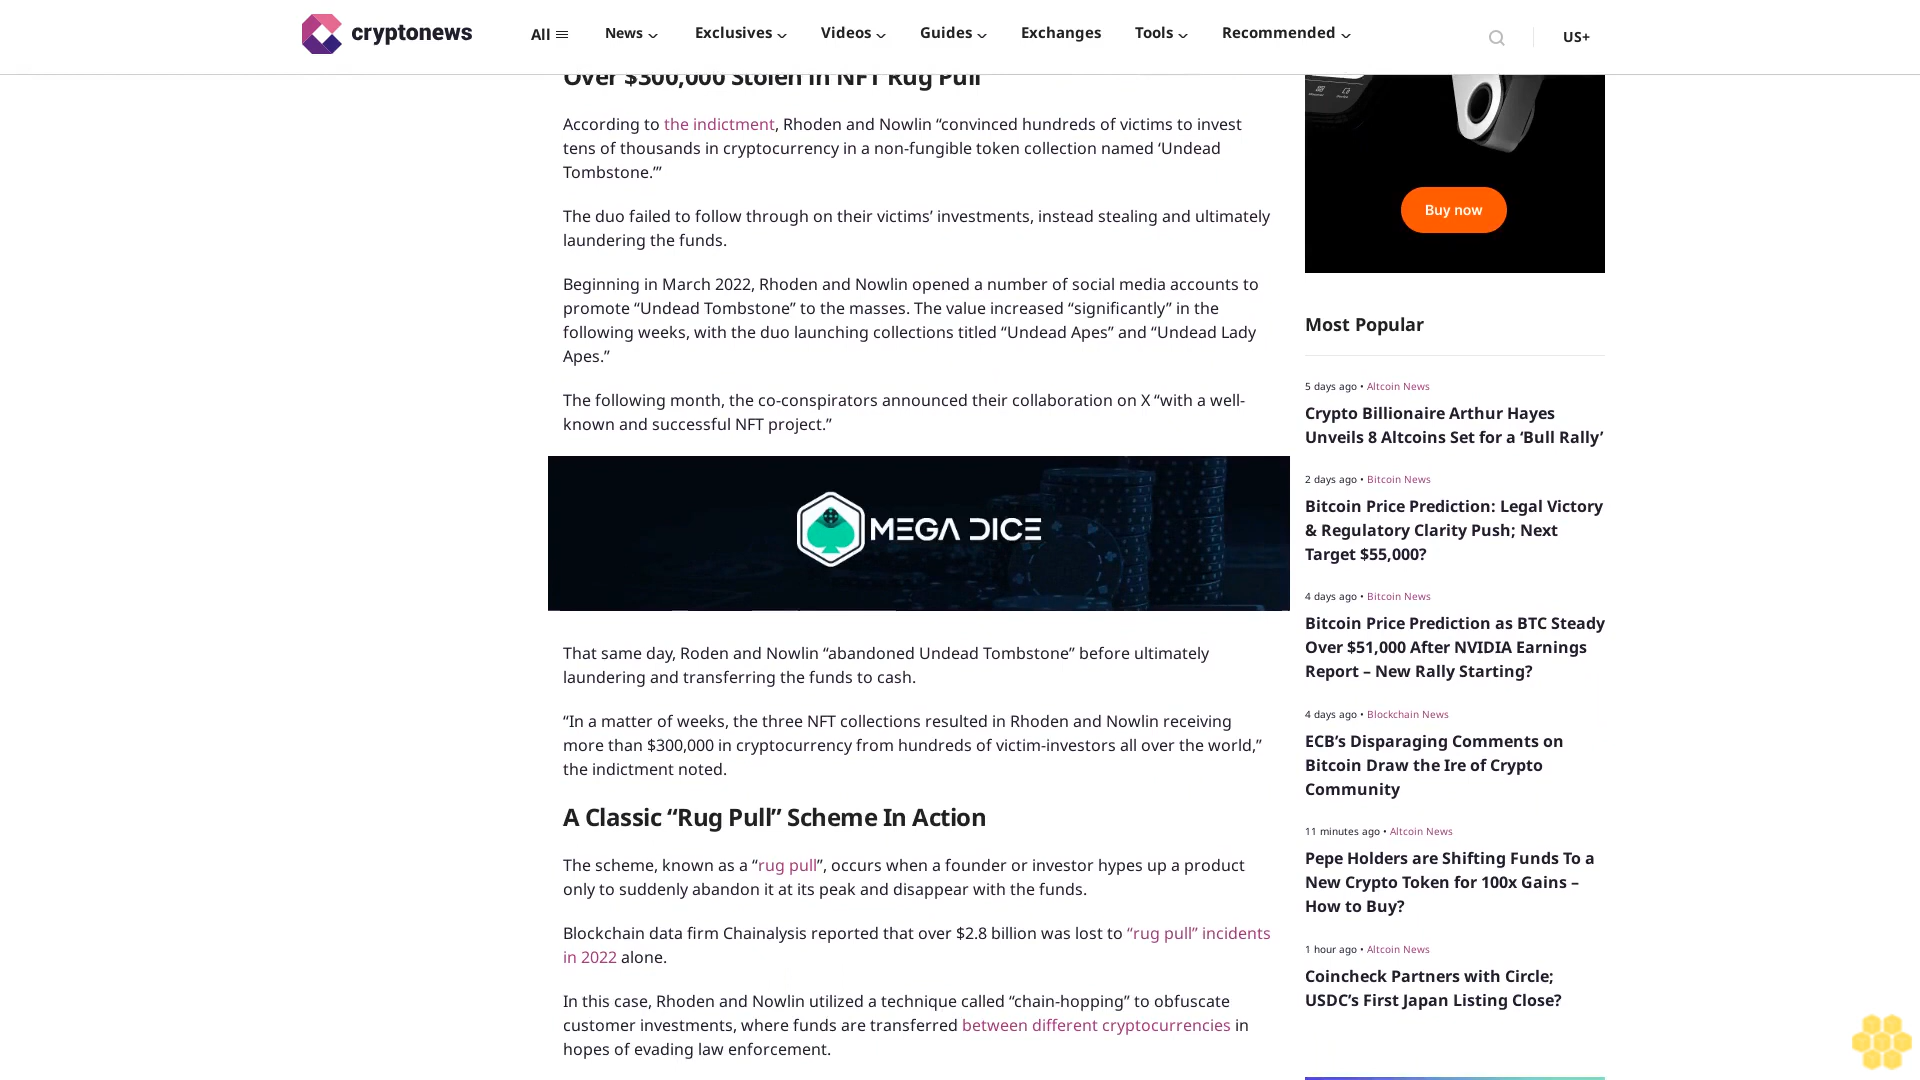 cryptonews
All
News
Exclusives
Videos
Guides
Exchanges
Tools
Recommended
US+
Over $300,000 Stolen In NFT Rug Pull
According to the indictment, Rhoden and Nowlin “convinced hundreds of victims to invest
tens of thousands in cryptocurrency in a non-fungible token collection named ‘Undead
Tombstone.’”
The duo failed to follow through on their victims’ investments, instead stealing and ultimately
laundering the funds.
Beginning in March 2022, Rhoden and Nowlin opened a number of social media accounts to
promote “Undead Tombstone” to the masses. The value increased “significantly” in the
following weeks, with the duo launching collections titled “Undead Apes” and “Undead Lady
Apes.”
The following month, the co-conspirators announced their collaboration on X “with a well-
known and successful NFT project.”
MEGA DICE
That same day, Roden and Nowlin “abandoned Undead Tombstone” before ultimately
laundering and transferring the funds to cash.
“In a matter of weeks, the three NFT collections resulted in Rhoden and Nowlin receiving
more than $300,000 in cryptocurrency from hundreds of victim-investors all over the world,”
the indictment noted.
A Classic “Rug Pull” Scheme In Action
The scheme, known as a “rug pull”, occurs when a founder or investor hypes up a product
only to suddenly abandon it at its peak and disappear with the funds.
Blockchain data firm Chainalysis reported that over $2.8 billion was lost to “rug pull” incidents
in 2022 alone.
In this case, Rhoden and Nowlin utilized a technique called “chain-hopping” to obfuscate
customer investments, where funds are transferred between different cryptocurrencies in
hopes of evading law enforcement.
Buy now
Most Popular
5 days ago • Altcoin News
Crypto Billionaire Arthur Hayes
Unveils 8 Altcoins Set for a ‘Bull Rally’
2 days ago • Bitcoin News
Bitcoin Price Prediction: Legal Victory
& Regulatory Clarity Push; Next
Target $55,000?
4 days ago • Bitcoin News
Bitcoin Price Prediction as BTC Steady
Over $51,000 After NVIDIA Earnings
Report – New Rally Starting?
4 days ago • Blockchain News
ECB’s Disparaging Comments on
Bitcoin Draw the Ire of Crypto
Community
11 minutes ago • Altcoin News
Pepe Holders are Shifting Funds To a
New Crypto Token for 100x Gains –
How to Buy?
1 hour ago • Altcoin News
Coincheck Partners with Circle;
USDC’s First Japan Listing Close?